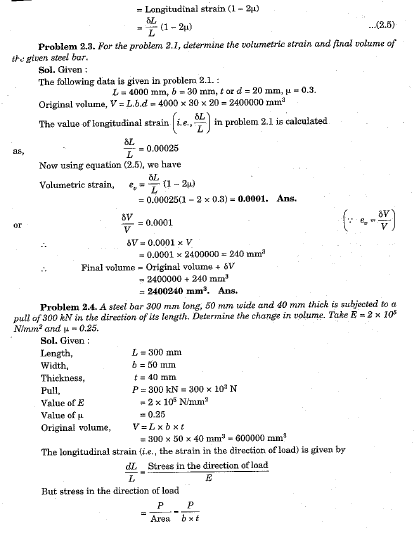 = Longitudinal strain (1 – 2μ)
= δL/L (1 – 2μ) ...(2.5)
Problem 2.3. For the problem 2.1, determine the volumetric strain and final volume of
the given steel bar.
Sol. Given :
The following data is given in problem 2.1. :
L = 4000 mm, b = 30 mm, t or d = 20 mm, μ = 0.3.
Original volume, V = L.b.d = 4000 × 30 × 20 = 2400000 mm³
The value of longitudinal strain (i.e., δL/L) in problem 2.1 is calculated
as, δL/L = 0.00025
Now using equation (2.5), we have
Volumetric strain, eᵥ = δL/L (1 – 2μ)
= 0.00025(1 – 2 × 0.3) = 0.0001. Ans.
or δV/V = 0.0001 (∵ eᵥ = δV/V)
∴ δV = 0.0001 × V
= 0.0001 × 2400000 = 240 mm³
∴ Final volume = Original volume + δV
= 2400000 + 240 mm³
= 2400240 mm³. Ans.
Problem 2.4. A steel bar 300 mm long, 50 mm wide and 40 mm thick is subjected to a
pull of 300 kN in the direction of its length. Determine the change in volume. Take E = 2 × 10⁵
N/mm² and μ = 0.25.
Sol. Given :
Length, L = 300 mm
Width, b = 50 mm
Thickness, t = 40 mm
Pull, P = 300 kN = 300 × 10³ N
Value of E = 2 × 10⁵ N/mm²
Value of μ = 0.25
Original volume, V = L × b × t
= 300 × 50 × 40 mm³ = 600000 mm³
The longitudinal strain (i.e., the strain in the direction of load) is given by
dL/L = Stress in the direction of load/E
But stress in the direction of load
= P/Area = P/b × t